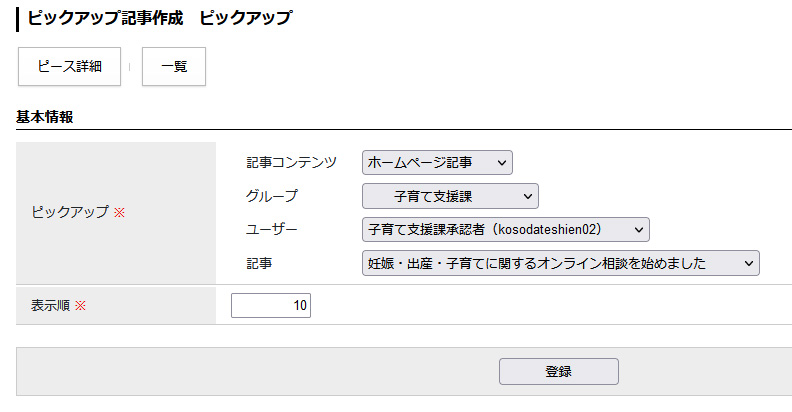 ピックアップ記事作成　ピックアップ
ピース詳細 一覧
基本情報
ピックアップ ※
記事コンテンツ ホームページ記事
グループ 子育て支援課
ユーザー 子育て支援課承認者（kosodateshien02）
記事 妊娠・出産・子育てに関するオンライン相談を始めました
表示順 ※ 10
登録